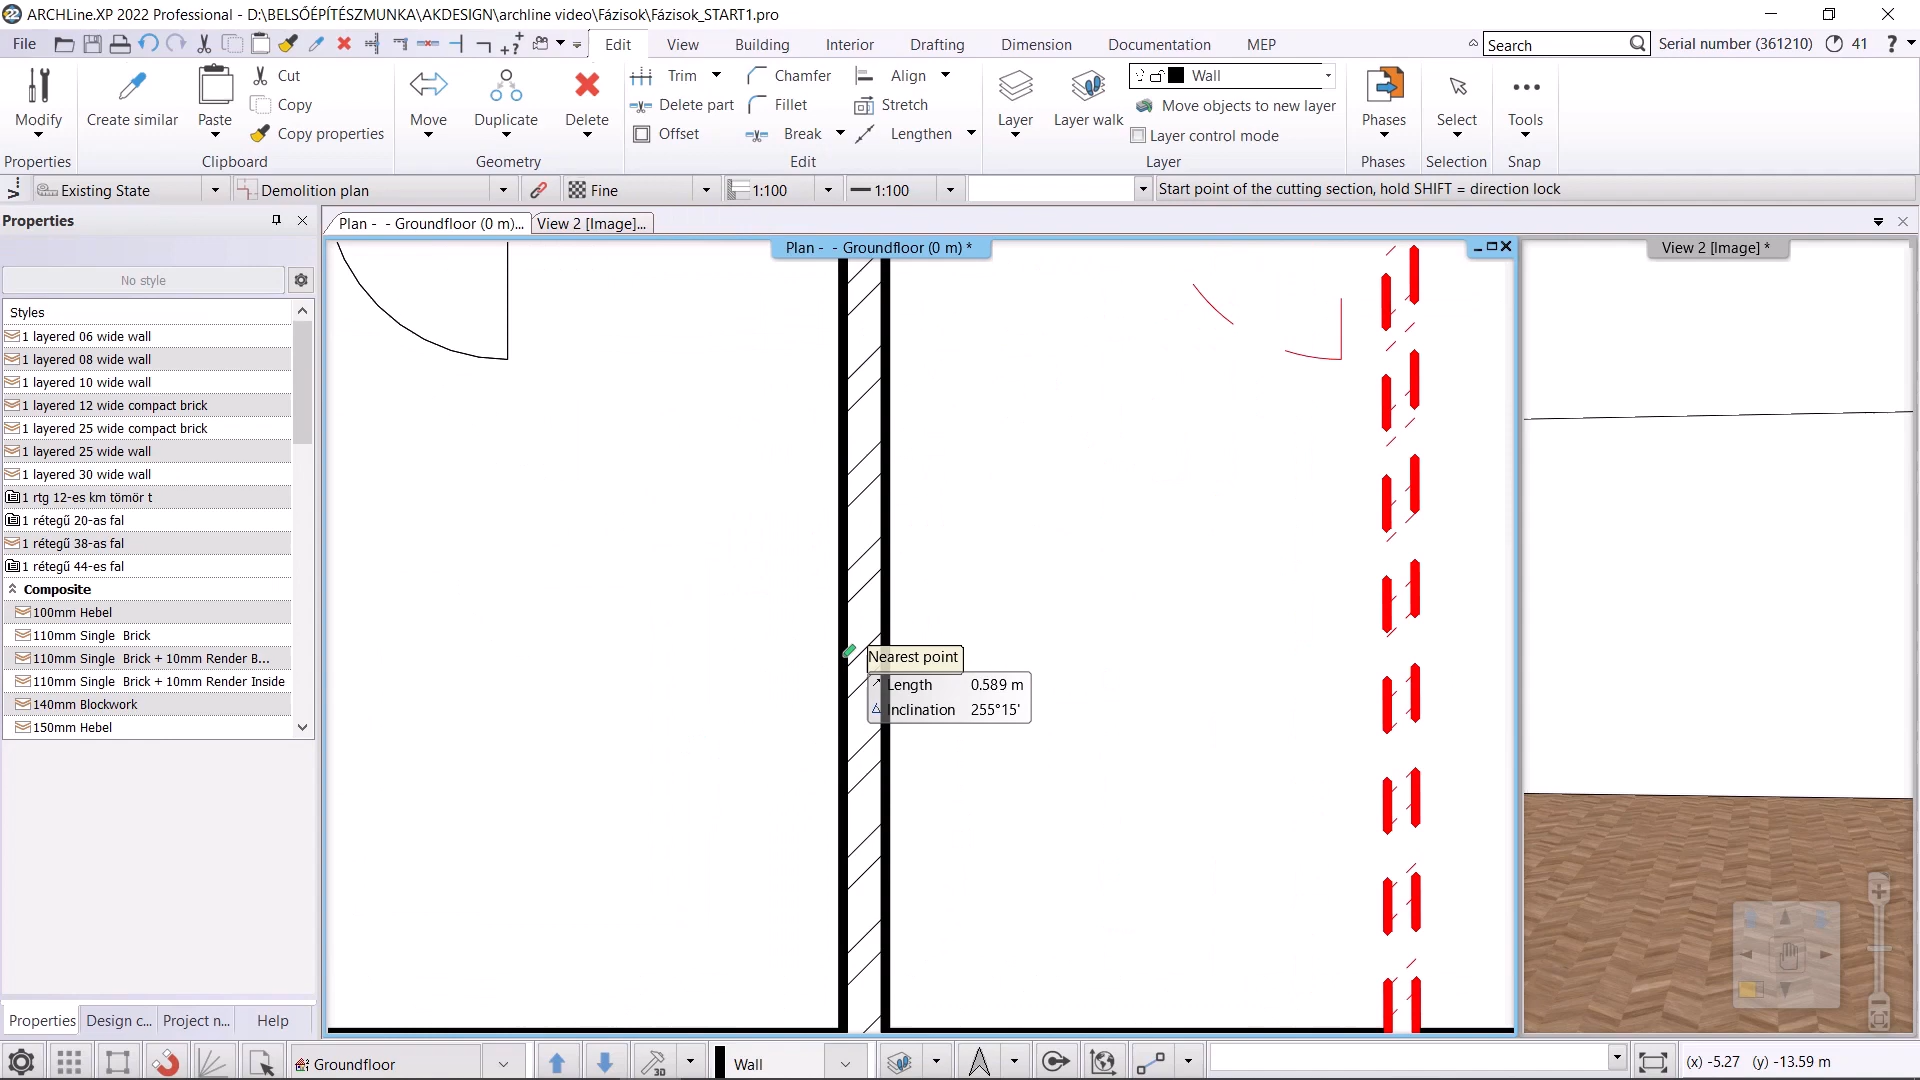 ARCHLine.XP 2022 Professional - D:\BELSŐÉPÍTÉSZMUNKA\AKDESIGN\archline video\Fázisok\Fázisok_START1.pro
File
Edit
View
Building
Interior
Drafting
Dimension
Documentation
MEP
Search
Serial number (361210)
41
Modify
Properties
Create similar
Paste
Cut
Copy
Copy properties
Clipboard
Move
Duplicate
Delete
Geometry
Trim
Delete part
Offset
Chamfer
Fillet
Break
Align
Stretch
Lengthen
Edit
Layer
Layer walk
Wall
Move objects to new layer
Layer control mode
Layer
Phases
Phases
Select
Selection
Tools
Snap
Existing State
Demolition plan
Fine
1:100
1:100
Start point of the cutting section, hold SHIFT = direction lock
Properties
Plan - - Groundfloor (0 m)...
View 2 [Image]...
Plan - - Groundfloor (0 m) *
View 2 [Image] *
No style
Styles
1 layered 06 wide wall
1 layered 08 wide wall
1 layered 10 wide wall
1 layered 12 wide compact brick
1 layered 25 wide compact brick
1 layered 25 wide wall
1 layered 30 wide wall
1 rtg 12-es km tömör t
1 rétegű 20-as fal
1 rétegű 38-as fal
1 rétegű 44-es fal
Composite
100mm Hebel
110mm Single Brick
110mm Single Brick + 10mm Render B...
110mm Single Brick + 10mm Render Inside
140mm Blockwork
150mm Hebel
Nearest point
Length 0.589 m
Inclination 255°15'
Properties
Design c...
Project n...
Help
Groundfloor
3D
Wall
(x) -5.27 (y) -13.59 m